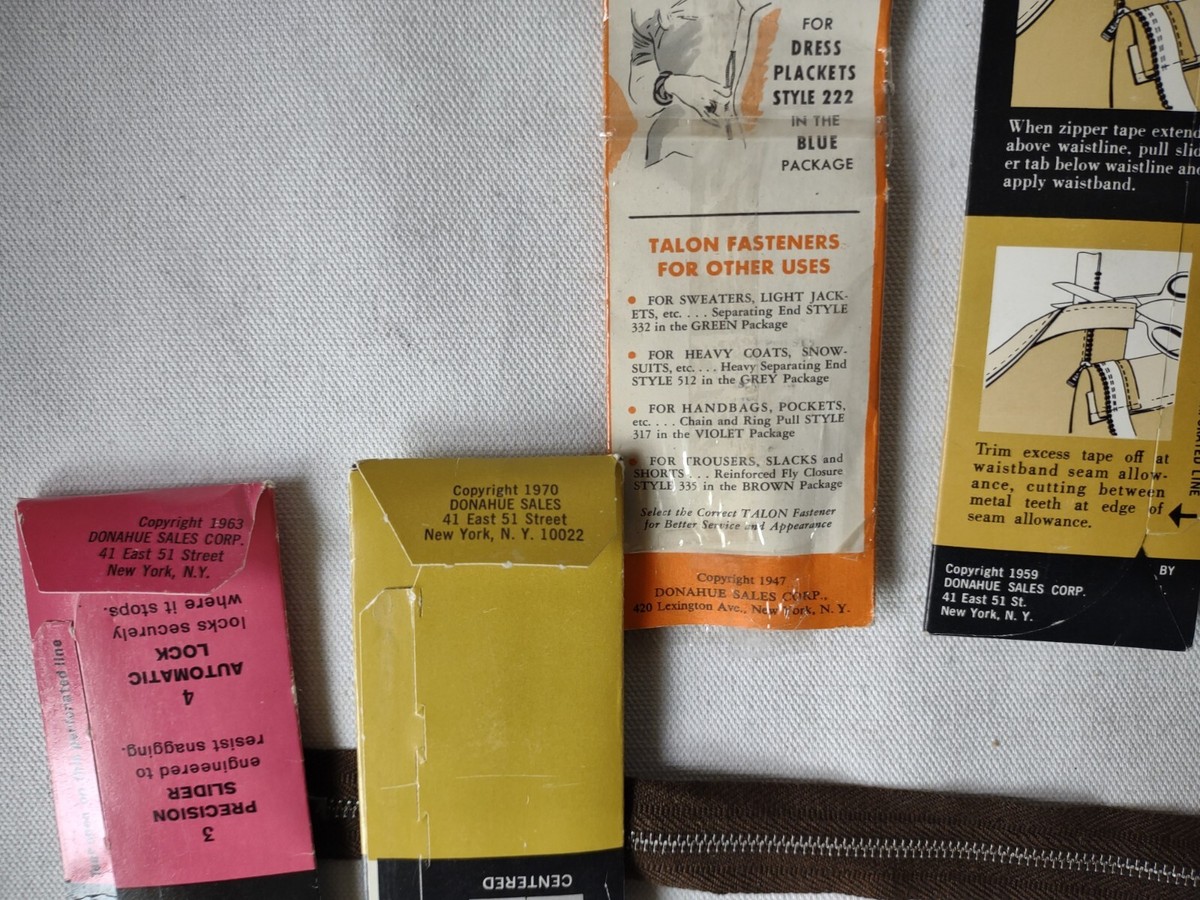 FOR
DRESS
PLACKETS
STYLE 222
IN THE
BLUE
PACKAGE
TALON FASTENERS
FOR OTHER USES
• FOR SWEATERS, LIGHT JACK-
ETS, etc. . . . Separating End STYLE
332 in the GREEN Package
• FOR HEAVY COATS, SNOW-
SUITS, etc. . . . Heavy Separating End
STYLE 512 in the GREY Package
• FOR HANDBAGS, POCKETS,
etc. . . . Chain and Ring Pull STYLE
317 in the VIOLET Package
• FOR TROUSERS, SLACKS and
SHORTS . . . Reinforced Fly Closure
STYLE 335 in the BROWN Package
Select the Correct TALON Fastener
for Better Service and Appearance
Copyright 1947
DONAHUE SALES CORP.,
420 Lexington Ave., New York, N. Y.
When zipper tape extend
above waistline, pull slid
er tab below waistline and
apply waistband.
Trim excess tape off at
waistband seam allow-
ance, cutting between
metal teeth at edge of
seam allowance.
LINE
BY
Copyright 1959
DONAHUE SALES CORP.
41 East 51 St.
New York, N. Y.
Copyright 1963
DONAHUE SALES CORP.
41 East 51 Street
New York, N.Y.
3
PRECISION
SLIDER
engineered to
resist snagging.
4
AUTOMATIC
LOCK
locks securely
where it stops.
on this perforated line
Copyright 1970
DONAHUE SALES
41 East 51 Street
New York, N. Y. 10022
CENTERED